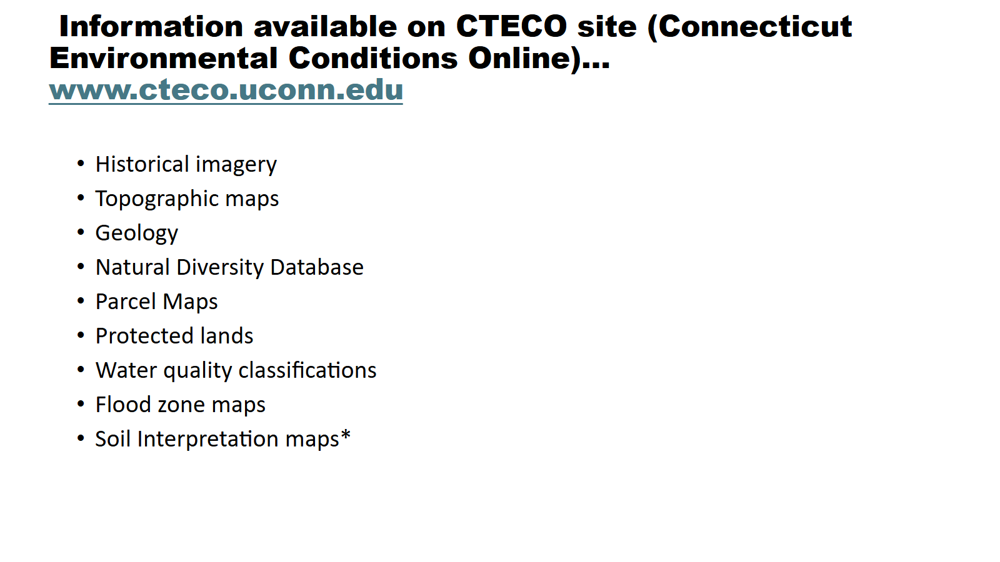 Information available on CTECO site (Connecticut
Environmental Conditions Online)...
www.cteco.uconn.edu
• Historical imagery
• Topographic maps
• Geology
• Natural Diversity Database
• Parcel Maps
• Protected lands
• Water quality classifications
• Flood zone maps
• Soil Interpretation maps*